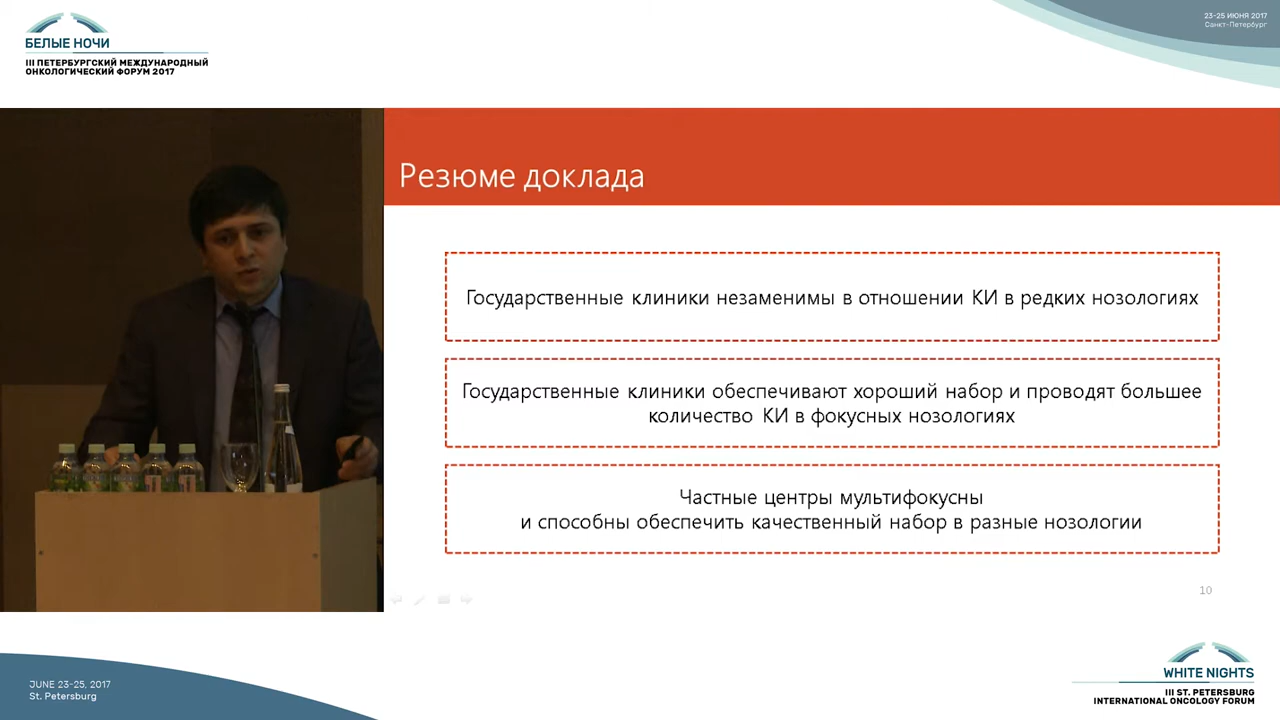 БЕЛЫЕ НОЧИ
III ПЕТЕРБУРГСКИЙ МЕЖДУНАРОДНЫЙ
ОНКОЛОГИЧЕСКИЙ ФОРУМ 2017
23-25 ИЮНЯ 2017
Санкт-Петербург
Резюме доклада
Государственные клиники незаменимы в отношении КИ в редких нозологиях
Государственные клиники обеспечивают хороший набор и проводят большее
количество КИ в фокусных нозологиях
Частные центры мультифокусны
и способны обеспечить качественный набор в разные нозологии
10
JUNE 23-25, 2017
St. Petersburg
WHITE NIGHTS
III ST. PETERSBURG
INTERNATIONAL ONCOLOGY FORUM